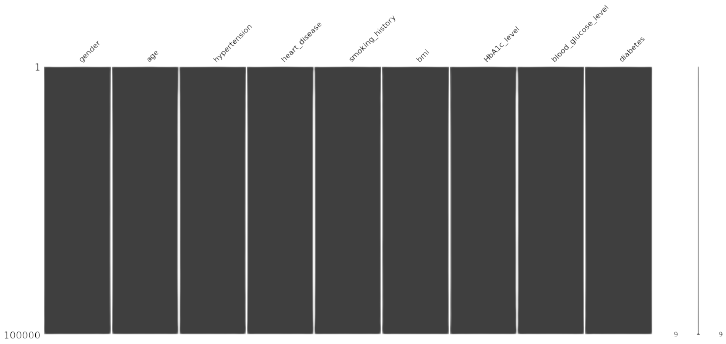 gender
age
hypertension
heart_disease
smoking_history
bmi
HbA1c_level
blood_glucose_level
diabetes
1
100000
9
9